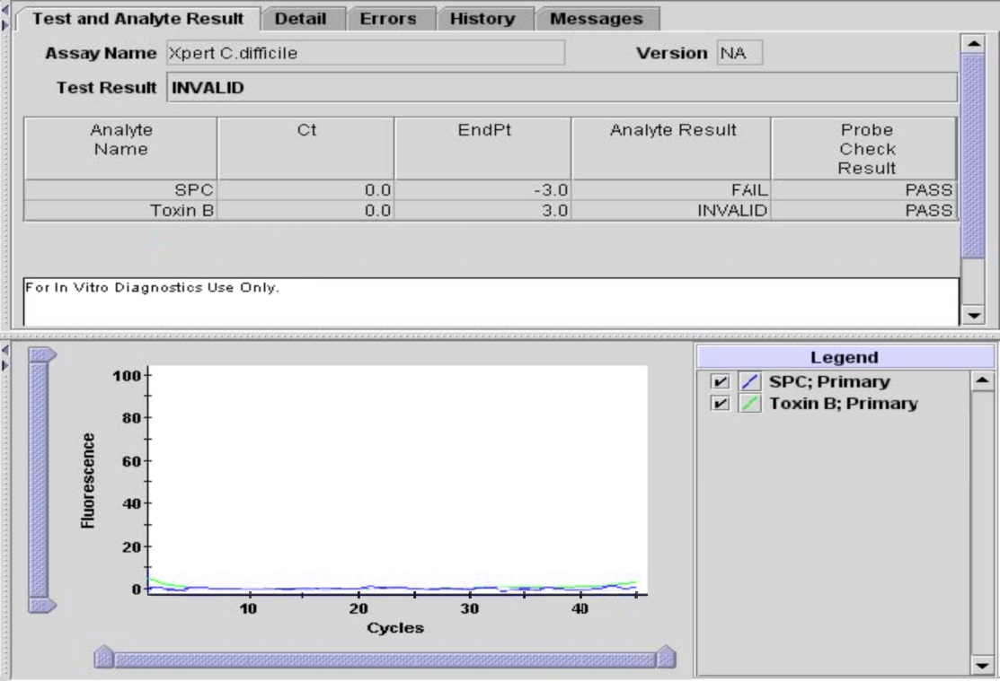 Test and Analyte Result Detail Errors History Messages
Assay Name Xpert C.difficile Version NA
Test Result INVALID
Analyte Name Ct EndPt Analyte Result Probe Check Result
SPC 0.0 -3.0 FAIL PASS
Toxin B 0.0 3.0 INVALID PASS
For In Vitro Diagnostics Use Only.
Legend
SPC; Primary
Toxin B; Primary
Fluorescence
100
80
60
40
20
0
10 20 30 40
Cycles